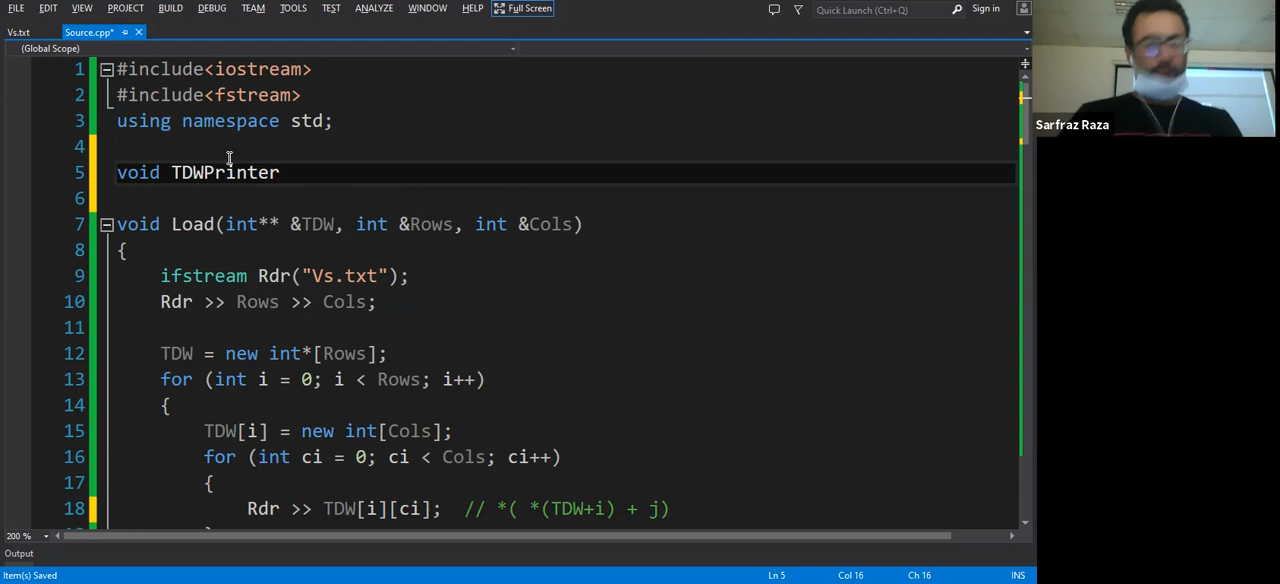 FILE EDIT VIEW PROJECT BUILD DEBUG TEAM TOOLS TEST ANALYZE WINDOW HELP Full Screen Quick Launch (Ctrl+Q) Sign in
Vs.txt Source.cpp*
(Global Scope)
1 #include<iostream>
2 #include<fstream>
3 using namespace std;
4
5 void TDWPrinter
6
7 void Load(int** &TDW, int &Rows, int &Cols)
8 {
9 ifstream Rdr("Vs.txt");
10 Rdr >> Rows >> Cols;
11
12 TDW = new int*[Rows];
13 for (int i = 0; i < Rows; i++)
14 {
15 TDW[i] = new int[Cols];
16 for (int ci = 0; ci < Cols; ci++)
17 {
18 Rdr >> TDW[i][ci]; // *( *(TDW+i) + j)
200 %
Output
Item(s) Saved Ln 5 Col 16 Ch 16 INS
Sarfraz Raza